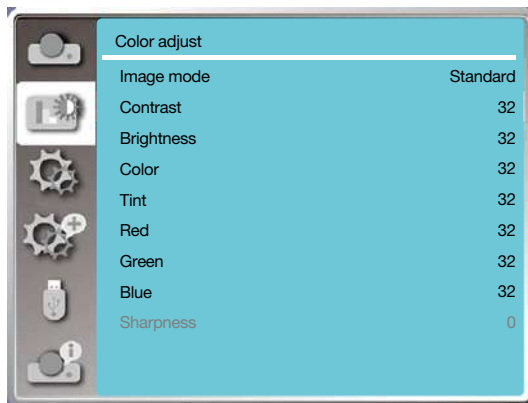 Color adjust
Image mode Standard
Contrast 32
Brightness 32
Color 32
Tint 32
Red 32
Green 32
Blue 32
Sharpness 0